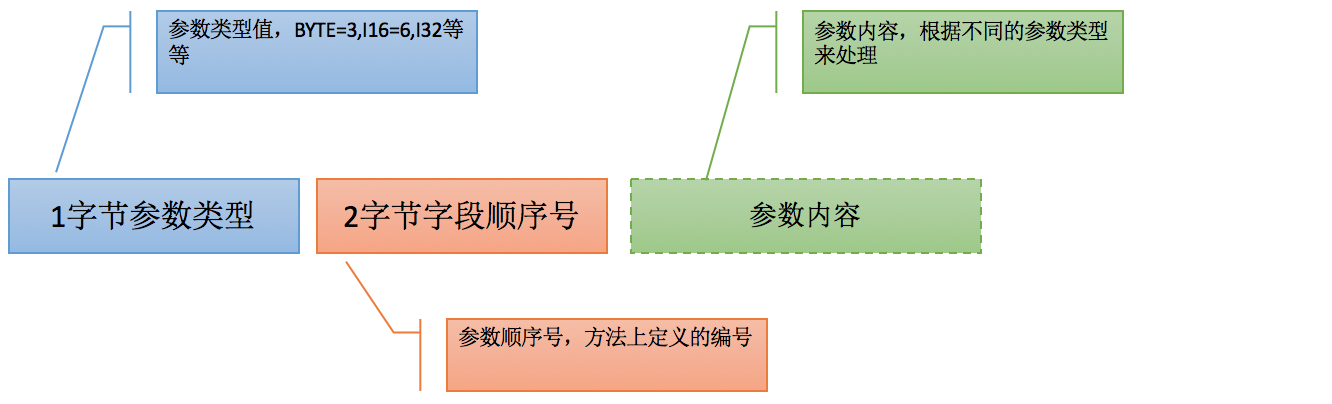 参数类型值，BYTE=3,I16=6,I32等
等
参数内容，根据不同的参数类型
来处理
1字节参数类型
2字节字段顺序号
参数内容
参数顺序号，方法上定义的编号